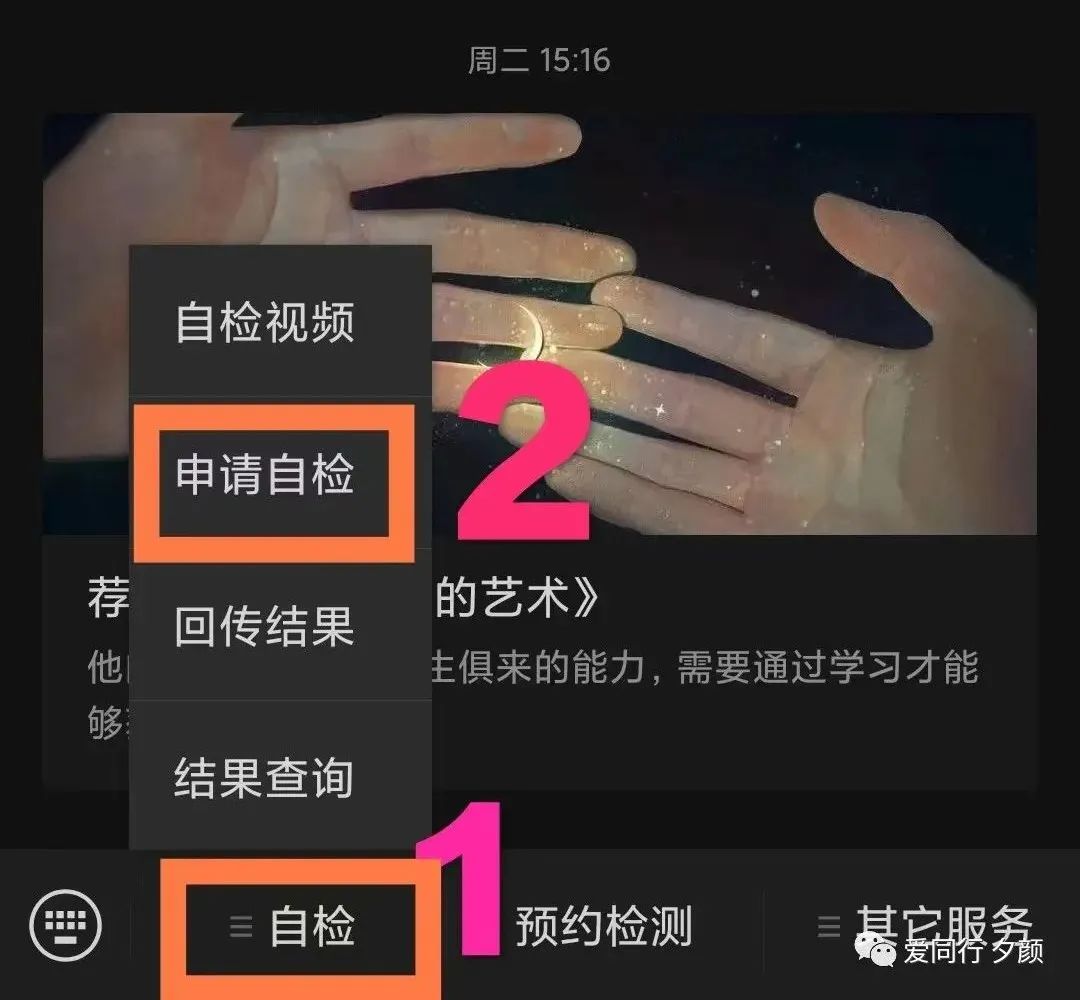 周二 15:16
自检视频
申请自检
2
荐
的艺术》
回传结果
他
生俱来的能力，需要通过学习才能
够
结果查询
1
自检
预约检测
其它服务
爱同行 夕颜